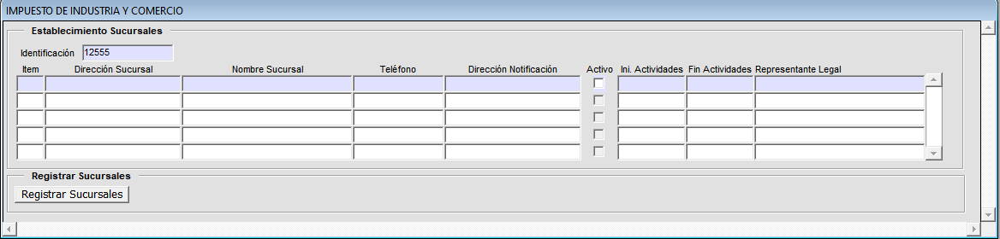 IMPUESTO DE INDUSTRIA Y COMERCIO
Establecimiento Sucursales
Identificación 12555
Item Dirección Sucursal Nombre Sucursal Teléfono Dirección Notificación Activo Ini. Actividades Fin Actividades Representante Legal
Registrar Sucursales
Registrar Sucursales